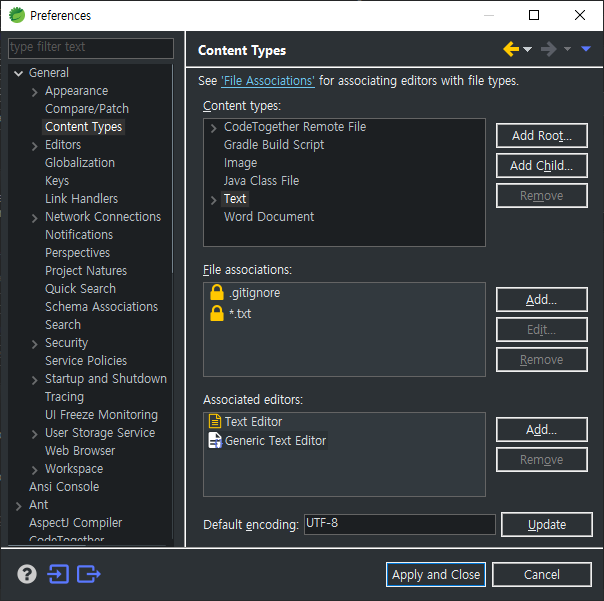 Preferences
type filter text
General
Appearance
Compare/Patch
Content Types
Editors
Globalization
Keys
Link Handlers
Network Connections
Notifications
Perspectives
Project Natures
Quick Search
Schema Associations
Search
Security
Service Policies
Startup and Shutdown
Tracing
UI Freeze Monitoring
User Storage Service
Web Browser
Workspace
Ansi Console
Ant
AspectJ Compiler
CodeTogether
Content Types
See 'File Associations' for associating editors with file types.
Content types:
CodeTogether Remote File
Gradle Build Script
Image
Java Class File
Text
Word Document
Add Root...
Add Child...
Remove
File associations:
.gitignore
*.txt
Add...
Edit...
Remove
Associated editors:
Text Editor
Generic Text Editor
Add...
Remove
Default encoding: UTF-8 Update
Apply and Close Cancel